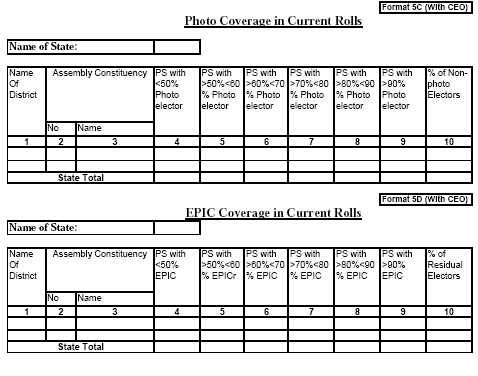 Format 5C (With CEO)
Photo Coverage in Current Rolls
Name of State:
Name Of District Assembly Constituency PS with <50% Photo elector PS with >50%<60 % Photo elector PS with >60%<70 % Photo elector PS with >70%<80 % Photo elector PS with >80%<90 % Photo elector PS with >90% Photo elector % of Non-photo Electors
No Name
1 2 3 4 5 6 7 8 9 10
State Total
Format 5D (With CEO)
EPIC Coverage in Current Rolls
Name of State:
Name Of District Assembly Constituency PS with <50% EPIC PS with >50%<60 % EPICr PS with >60%<70 % EPIC PS with >70%<80 % EPIC PS with >80%<90 % EPIC PS with >90% EPIC % of Residual Electors
No Name
1 2 3 4 5 6 7 8 9 10
State Total